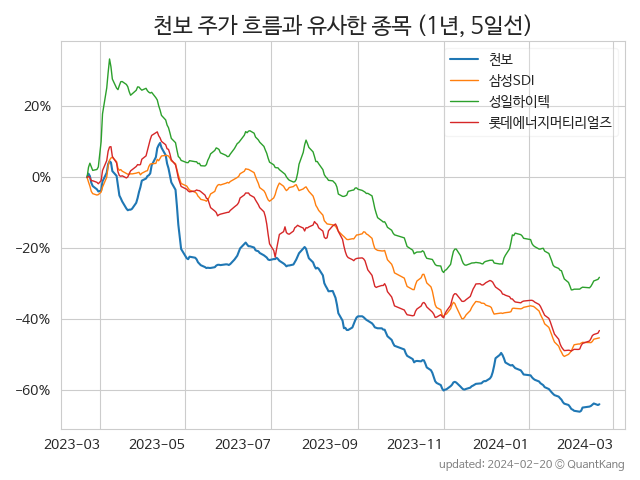 천보 주가 흐름과 유사한 종목 (1년, 5일선)
천보
삼성SDI
성일하이텍
롯데에너지머티리얼즈
20%
0%
−20%
−40%
−60%
2023-03 2023-05 2023-07 2023-09 2023-11 2024-01 2024-03
updated: 2024-02-20 © QuantKang